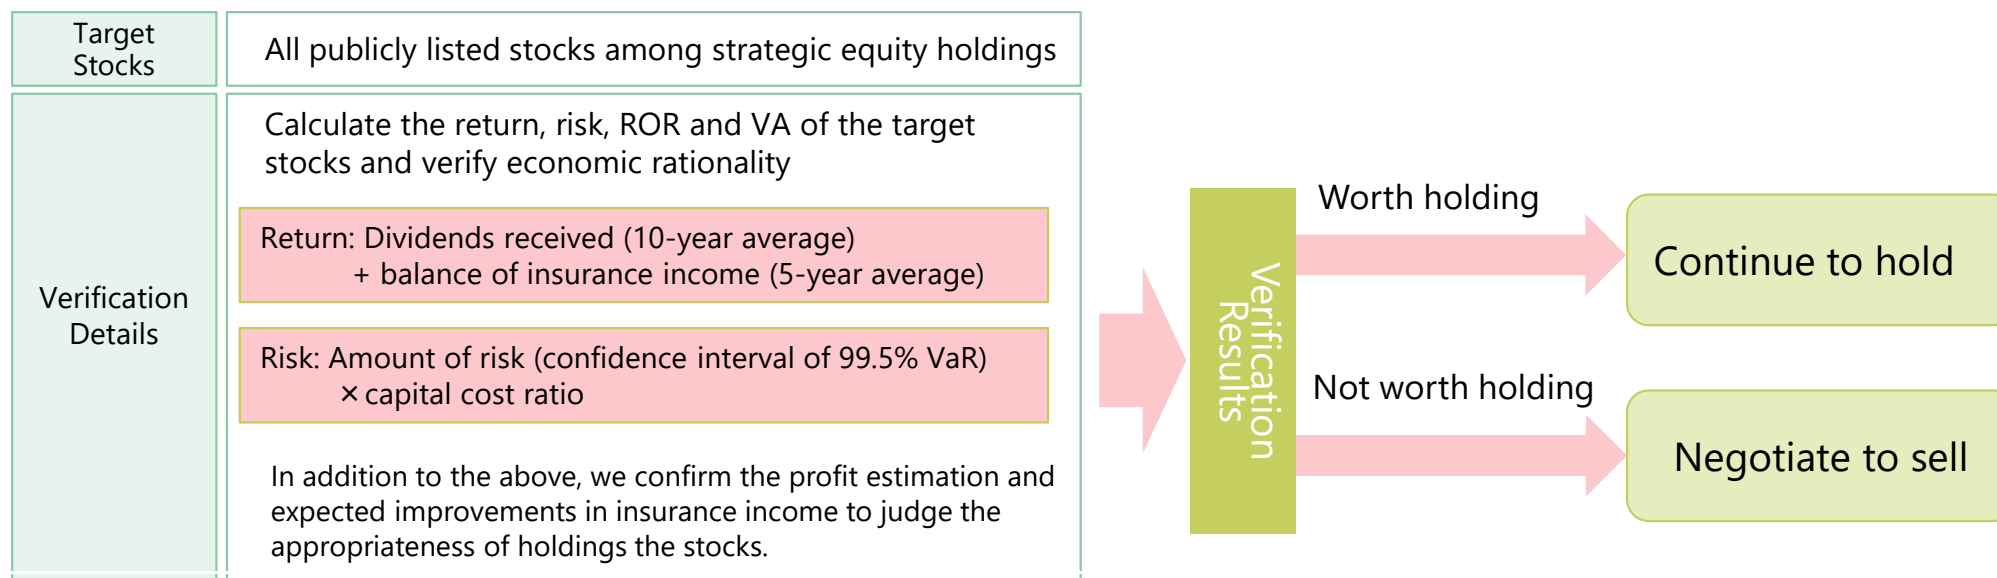 Target
Stocks
All publicly listed stocks among strategic equity holdings
Verification
Details
Calculate the return, risk, ROR and VA of the target
stocks and verify economic rationality
Return: Dividends received (10-year average)
+ balance of insurance income (5-year average)
Risk: Amount of risk (confidence interval of 99.5% VaR)
× capital cost ratio
In addition to the above, we confirm the profit estimation and
expected improvements in insurance income to judge the
appropriateness of holdings the stocks.
Verification
Results
Worth holding
Continue to hold
Not worth holding
Negotiate to sell